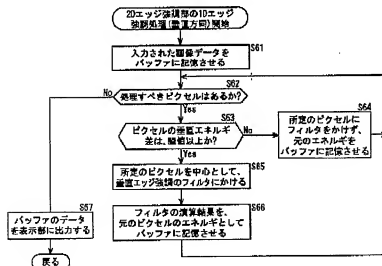 2Dエッジ強調部の1Dエッジ
強調処理(垂直方向)開始
S61
入力された画像データを
バッファに記憶させる
S62
No
処理すべきピクセルはあるか?
Yes
S63
S64
ピクセルの垂直エネルギ
差は、閾値以上か?
No
所定のピクセルに
フィルタをかけず、
元のエネルギを
バッファに記憶させる
Yes
S65
所定のピクセルを中心として、
垂直エッジ強調のフィルタにかける
S67
S66
バッファのデータ
を表示部に出力する
フィルタの演算結果を、
元のピクセルのエネルギとして
バッファに記憶させる
戻る